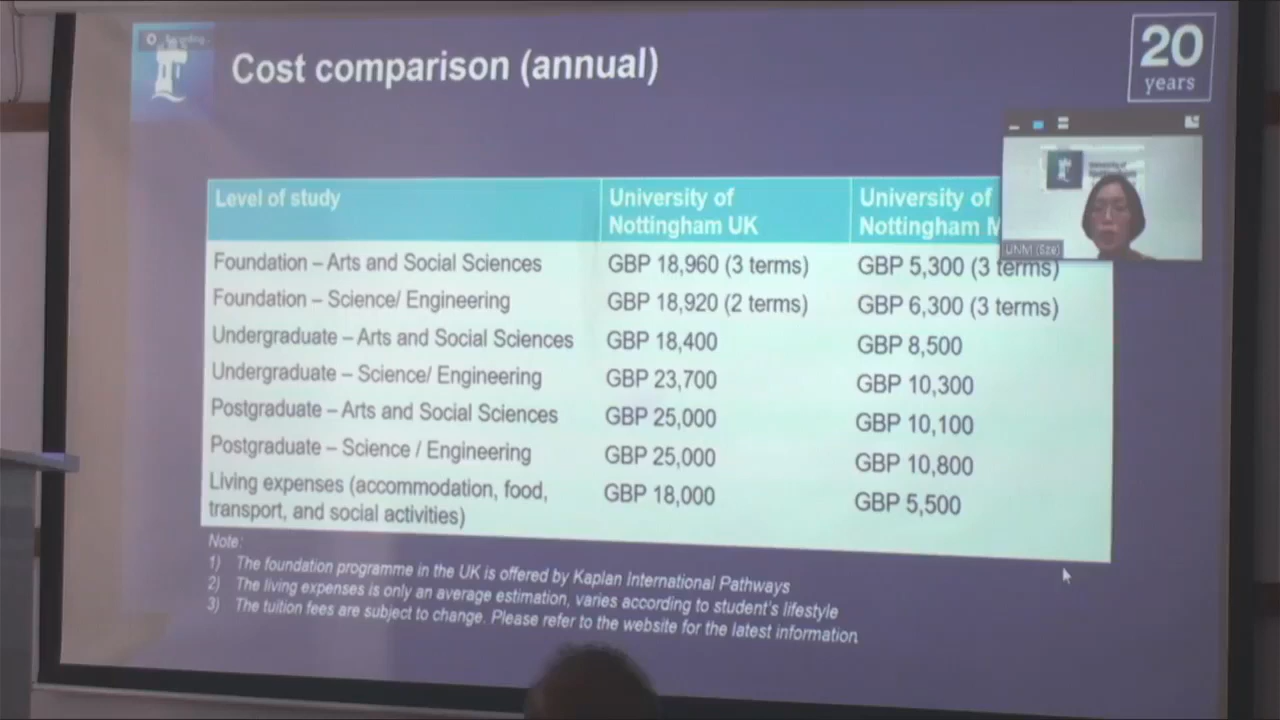 Recording...
Cost comparison (annual)
20
years
Level of study
University of
Nottingham UK
University of
Nottingham M
University of
Nottingham
UNM (Sze)
Foundation – Arts and Social Sciences GBP 18,960 (3 terms) GBP 5,300 (3 terms)
Foundation – Science/ Engineering GBP 18,920 (2 terms) GBP 6,300 (3 terms)
Undergraduate – Arts and Social Sciences GBP 18,400 GBP 8,500
Undergraduate – Science/ Engineering GBP 23,700 GBP 10,300
Postgraduate – Arts and Social Sciences GBP 25,000 GBP 10,100
Postgraduate – Science / Engineering GBP 25,000 GBP 10,800
Living expenses (accommodation, food,
transport, and social activities) GBP 18,000 GBP 5,500
Note:
1) The foundation programme in the UK is offered by Kaplan International Pathways
2) The living expenses is only an average estimation, varies according to student's lifestyle
3) The tuition fees are subject to change. Please refer to the website for the latest information